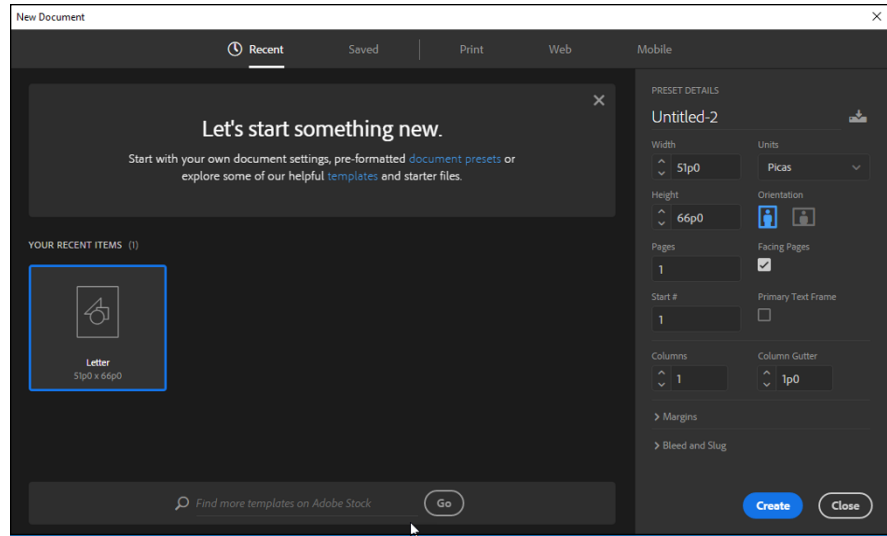 New Document
Recent
Saved
Print
Web
Mobile
Let's start something new.
Start with your own document settings, pre-formatted document presets or
explore some of our helpful templates and starter files.
YOUR RECENT ITEMS (1)
Letter
51p0 x 66p0
Find more templates on Adobe Stock
Go
PRESET DETAILS
Untitled-2
Width
Units
51p0
Picas
Height
Orientation
66p0
Pages
Facing Pages
1
Start #
Primary Text Frame
1
Columns
Column Gutter
1
1p0
Margins
Bleed and Slug
Create
Close